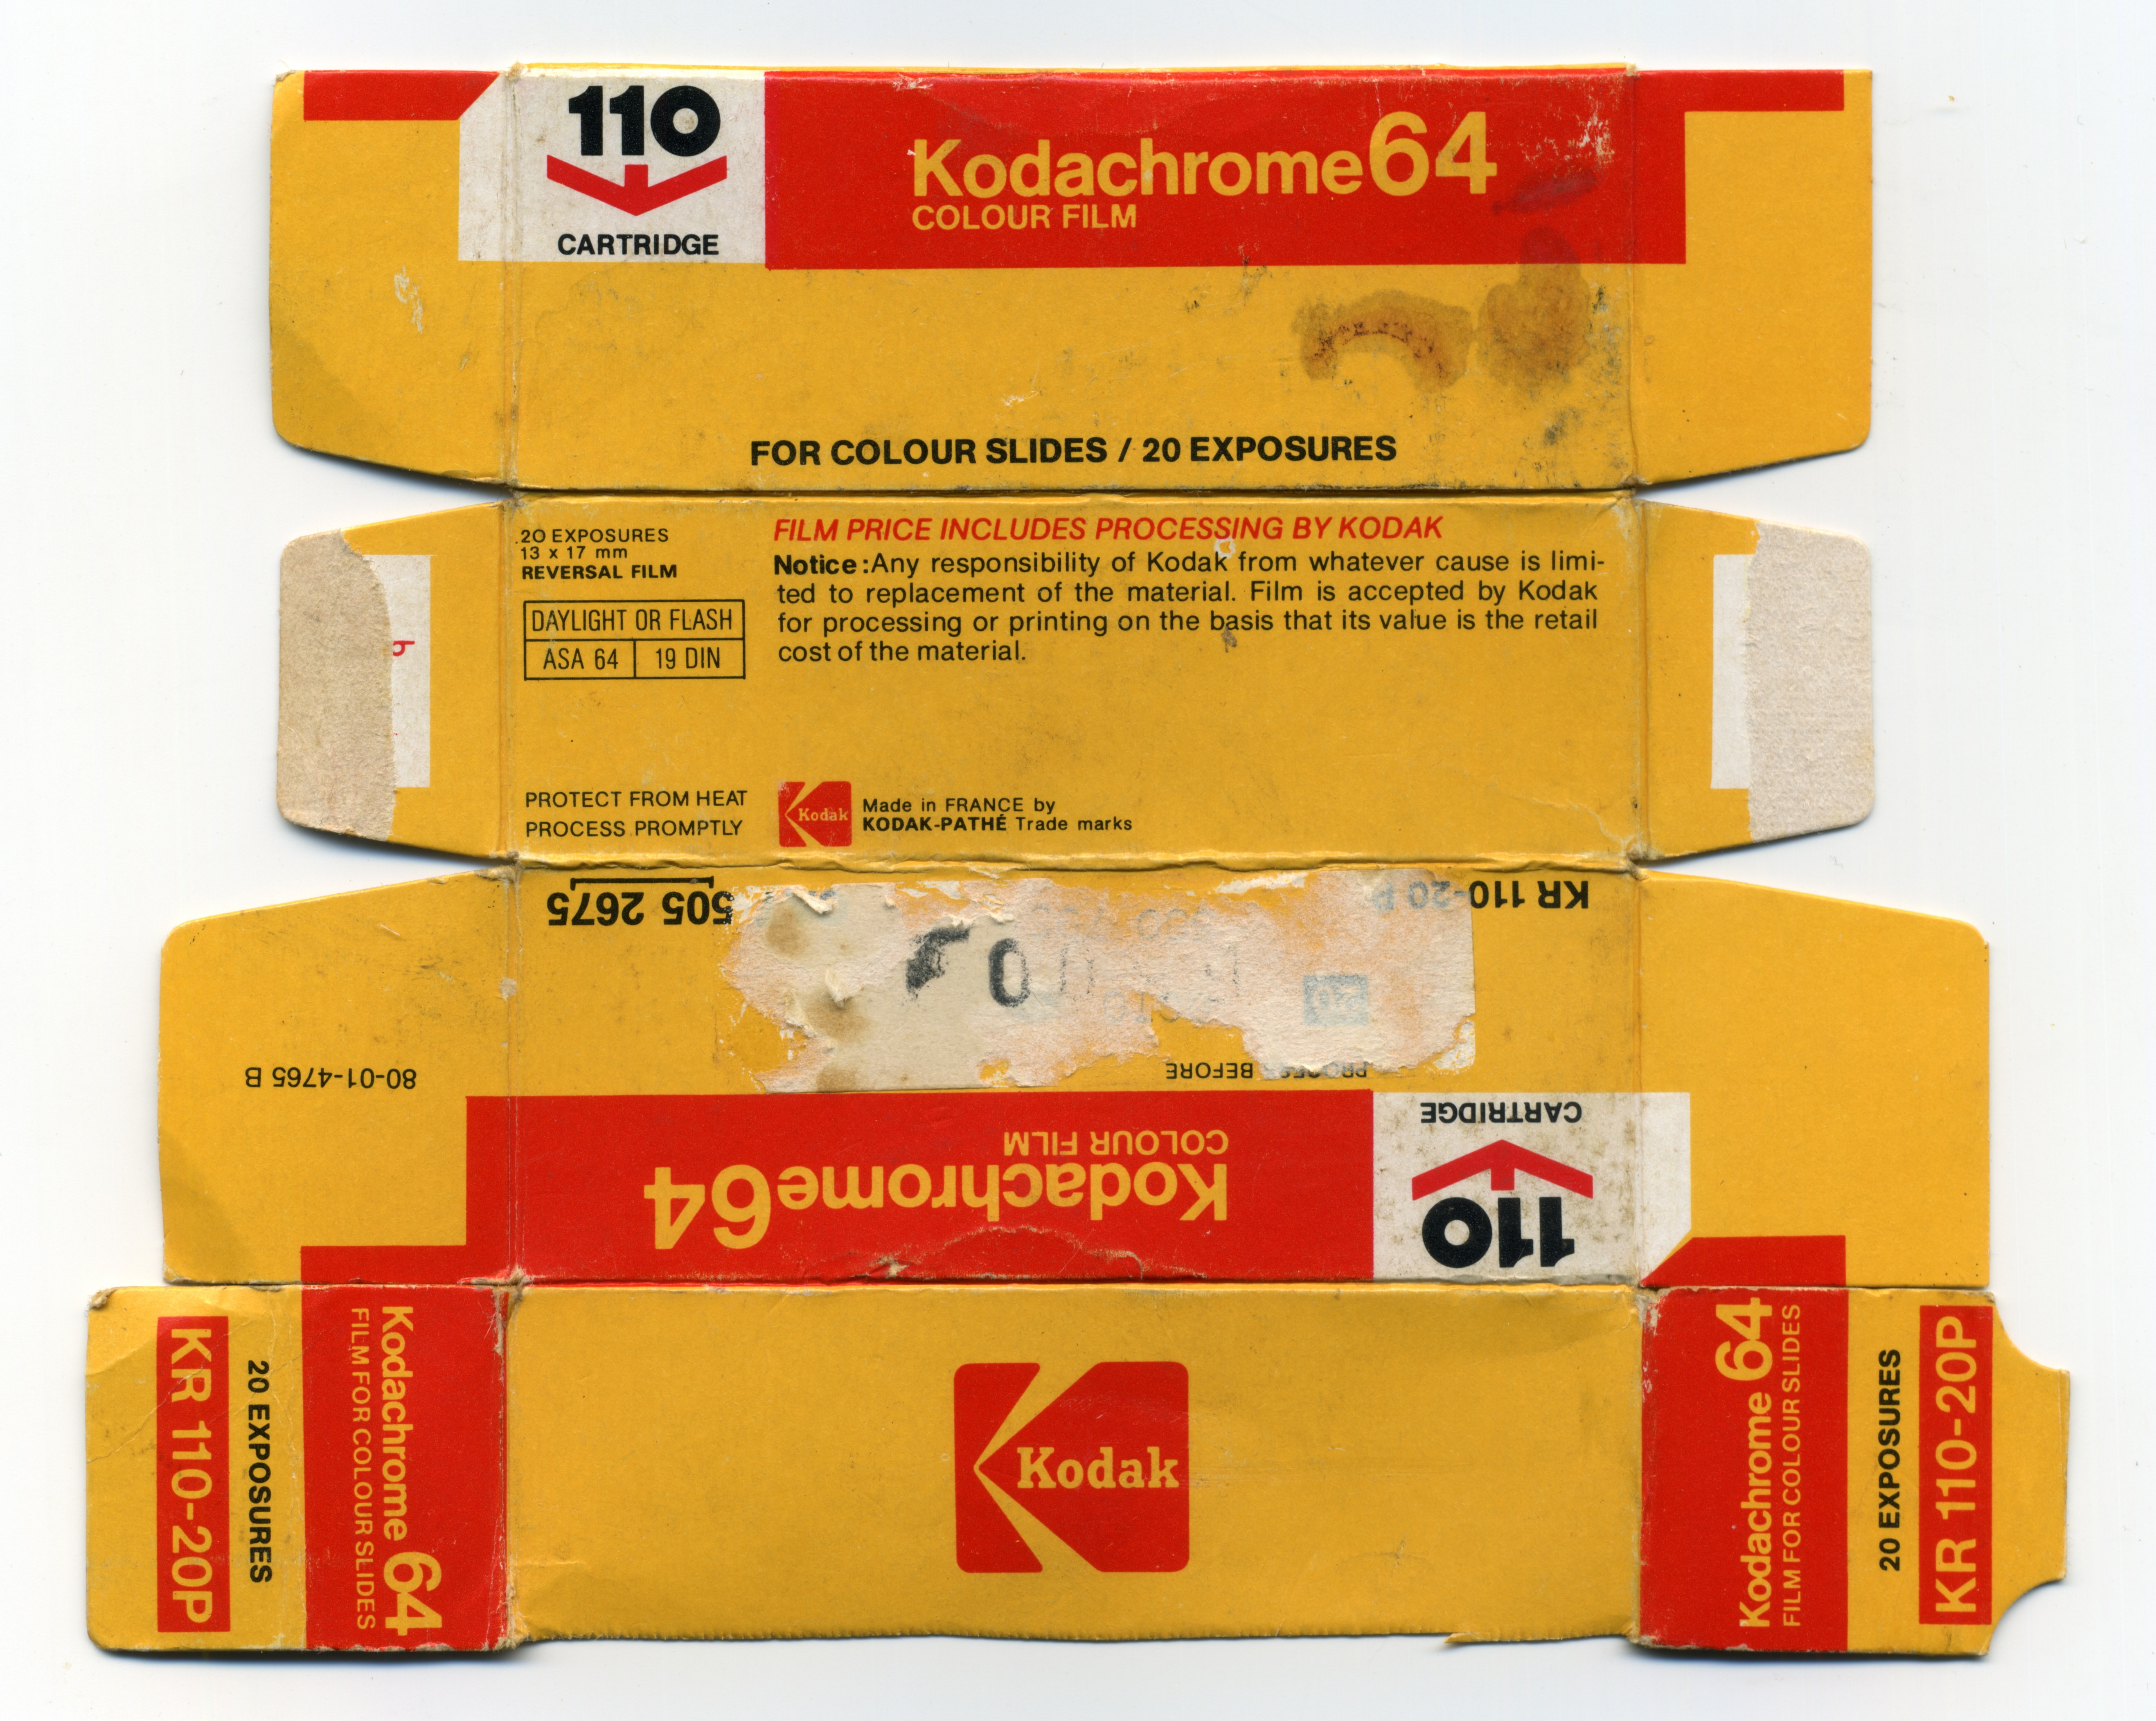 110
CARTRIDGE
Kodachrome 64
COLOUR FILM
FOR COLOUR SLIDES / 20 EXPOSURES
20 EXPOSURES
13 x 17 mm
REVERSAL FILM
DAYLIGHT OR FLASH
ASA 64 19 DIN
PROTECT FROM HEAT
PROCESS PROMPTLY
FILM PRICE INCLUDES PROCESSING BY KODAK
Notice : Any responsibility of Kodak from whatever cause is limi-
ted to replacement of the material. Film is accepted by Kodak
for processing or printing on the basis that its value is the retail
cost of the material.
Kodak
Made in FRANCE by
KODAK-PATHÉ Trade marks
110
CARTRIDGE
Kodachrome 64
COLOUR FILM
PROCESS BEFORE
KR 110-20 P
505 2675
80-01-4765 B
Kodachrome 64
FILM FOR COLOUR SLIDES
20 EXPOSURES
KR 110-20P
Kodak
Kodachrome 64
FILM FOR COLOUR SLIDES
20 EXPOSURES
KR 110-20P